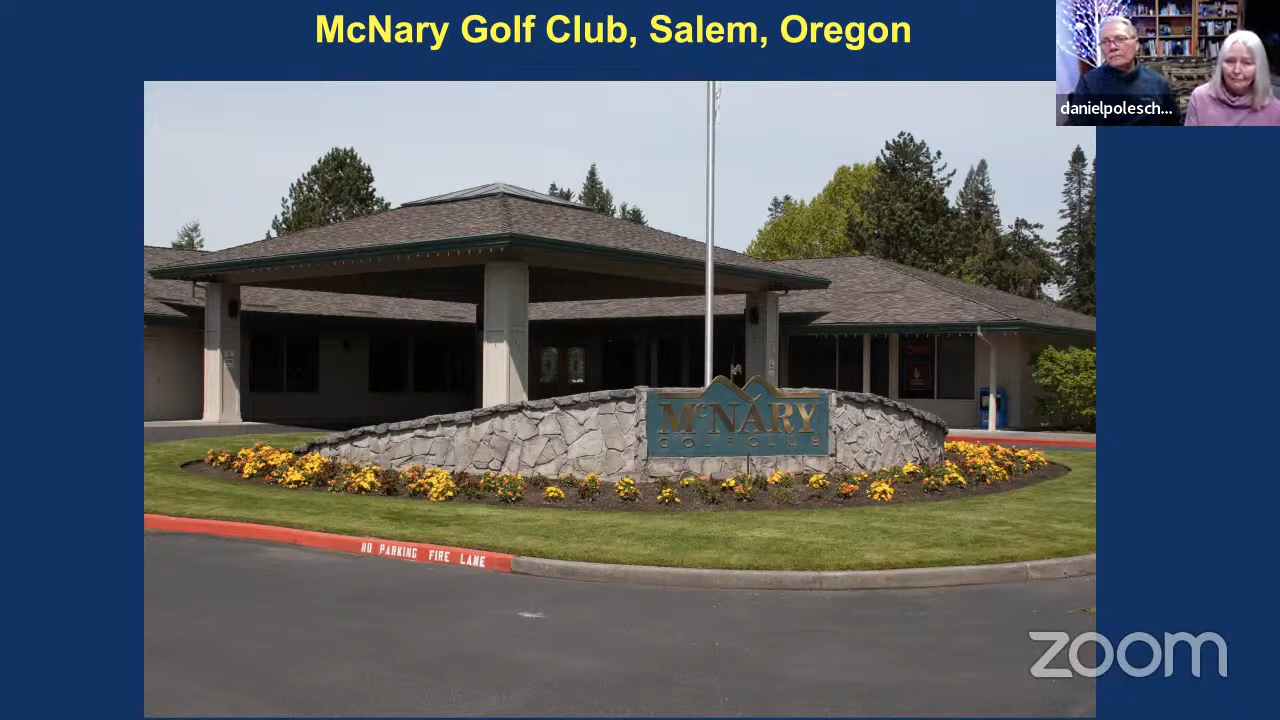 McNary Golf Club, Salem, Oregon
danielpolesch...
McNARY
GOLF CLUB
NO PARKING FIRE LANE
zoom